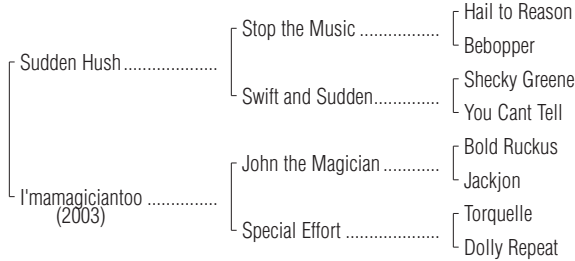 Hail to Reason
Stop the Music ..................
Bebopper
Sudden Hush.....................
Shecky Greene
Swift and Sudden..............
You Cant Tell
Bold Ruckus
John the Magician ............
Jackjon
I'mamagiciantoo ...............
(2003)
Torquelle
Special Effort ....................
Dolly Repeat